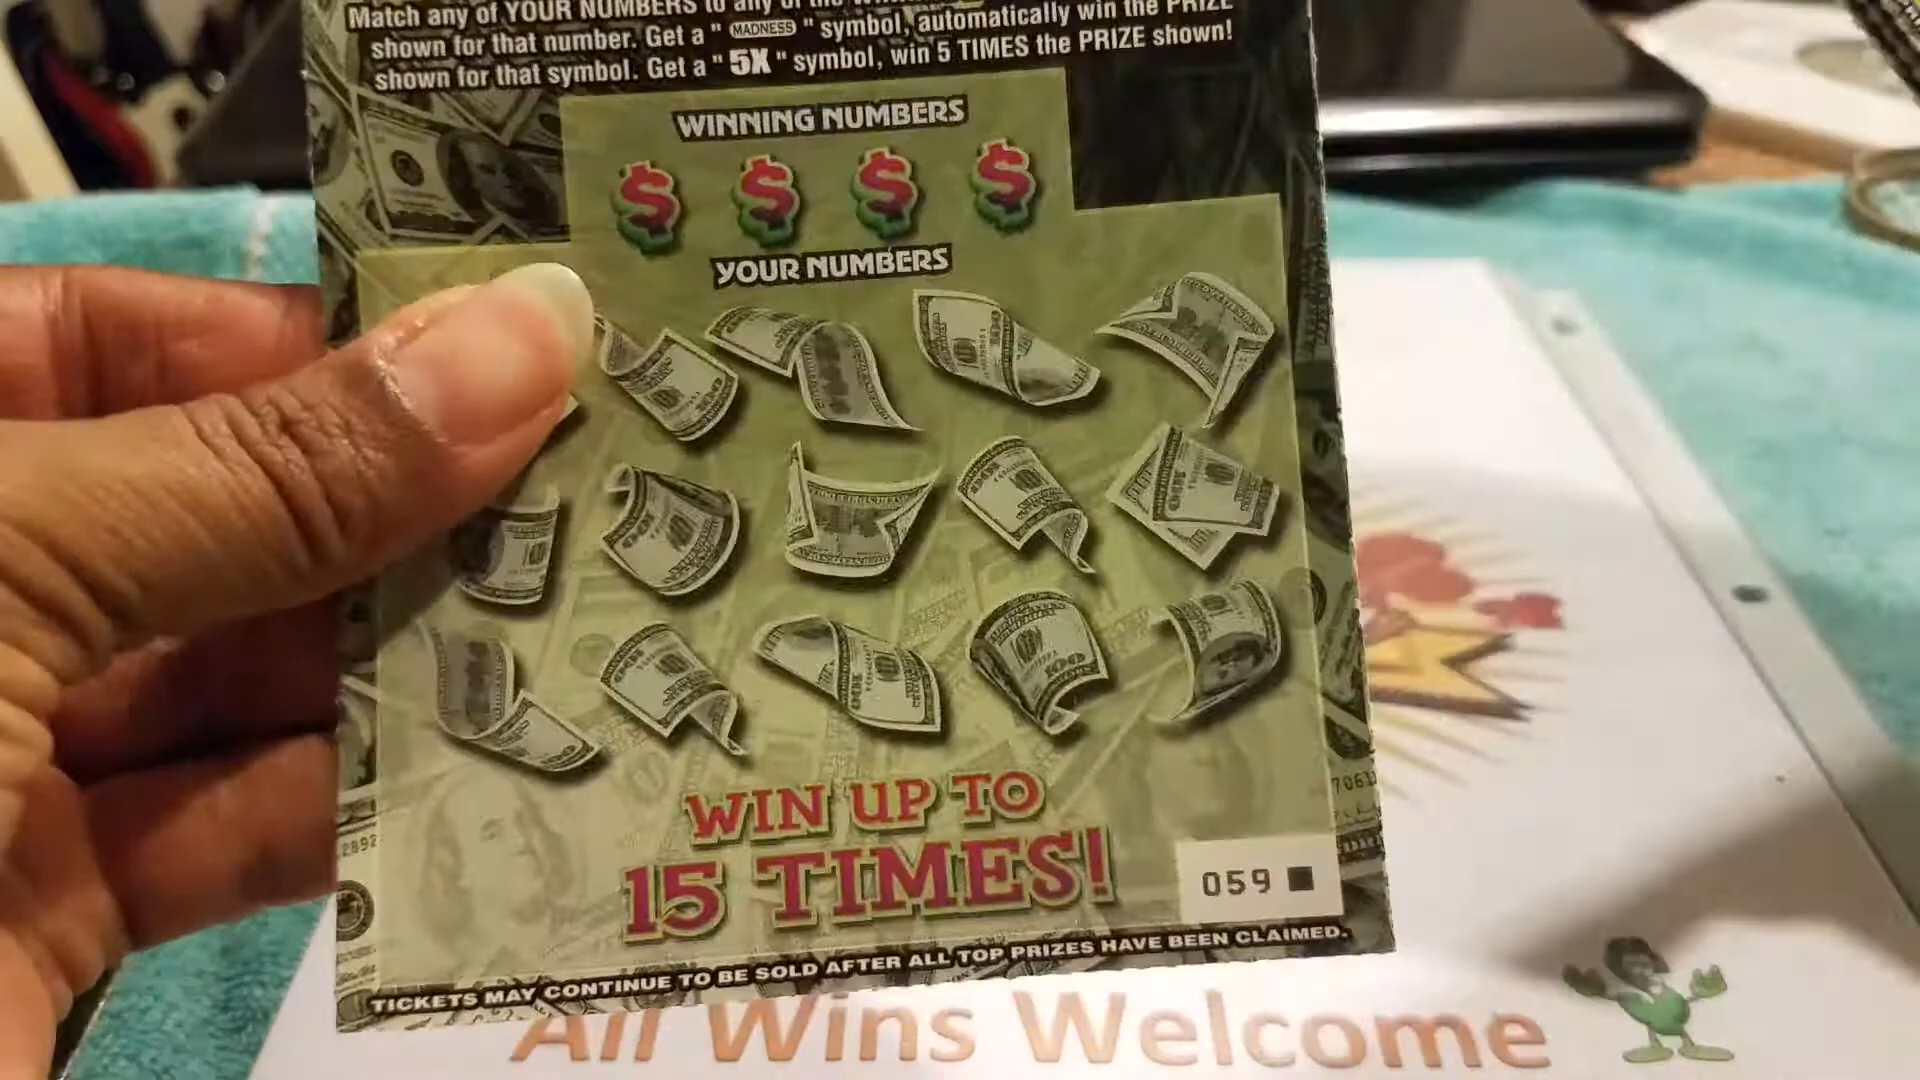 Match any of YOUR NUMBERS to any of the
shown for that number. Get a " MADNESS " symbol, automatically win the PRIZE
shown for that symbol. Get a " 5X " symbol, win 5 TIMES the PRIZE shown!
WINNING NUMBERS
$ $ $ $
YOUR NUMBERS
WIN UP TO
15 TIMES!
059
TICKETS MAY CONTINUE TO BE SOLD AFTER ALL TOP PRIZES HAVE BEEN CLAIMED.
All Wins Welcome